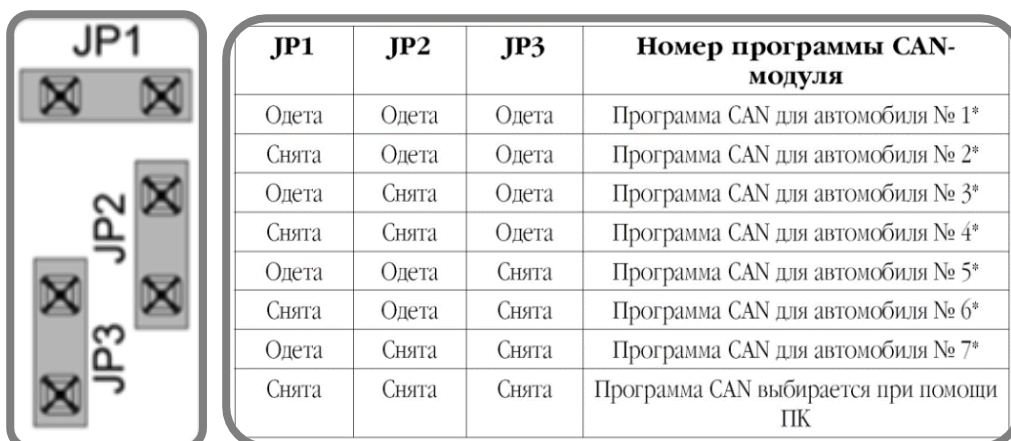 JP1
JP2
JP3
JP1 JP2 JP3 Номер программы CAN-
модуля
Одета Одета Одета Программа CAN для автомобиля № 1*
Снята Одета Одета Программа CAN для автомобиля № 2*
Одета Снята Одета Программа CAN для автомобиля № 3*
Снята Снята Одета Программа CAN для автомобиля № 4*
Одета Одета Снята Программа CAN для автомобиля № 5*
Снята Одета Снята Программа CAN для автомобиля № 6*
Одета Снята Снята Программа CAN для автомобиля № 7*
Снята Снята Снята Программа CAN выбирается при помощи
ПК